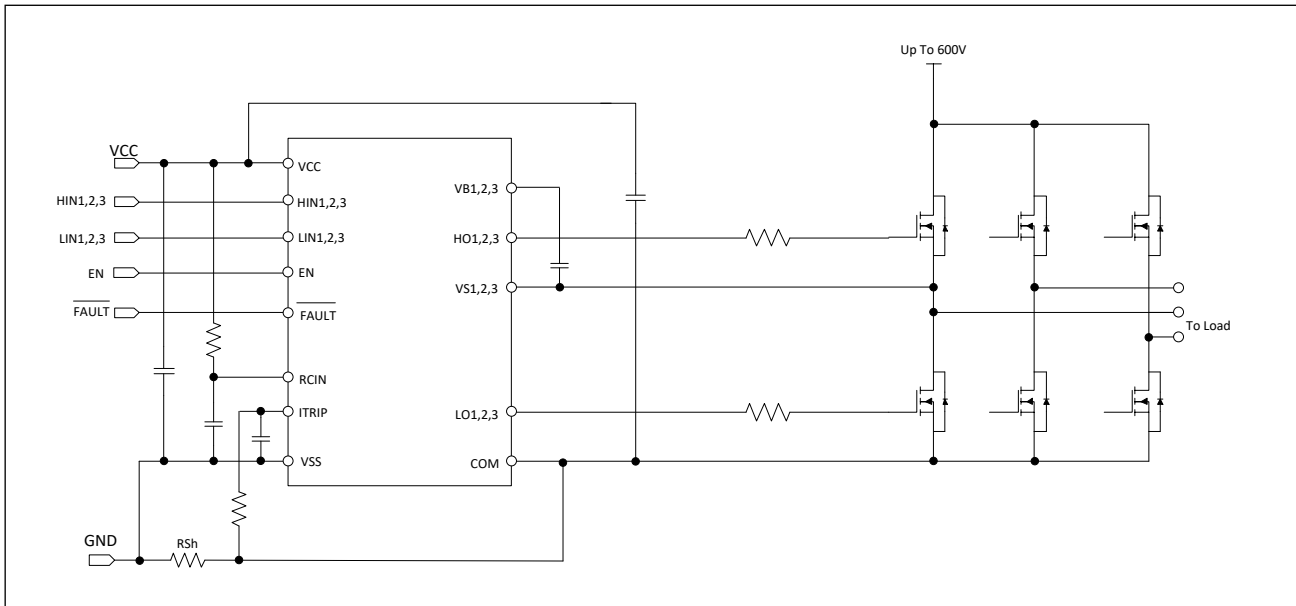 Up To 600V
VCC
VCC
VB1,2,3
HIN1,2,3
HIN1,2,3
LIN1,2,3
LIN1,2,3
HO1,2,3
EN
EN
VS1,2,3
FAULT
FAULT
To Load
RCIN
ITRIP
LO1,2,3
VSS
COM
GND
RSh